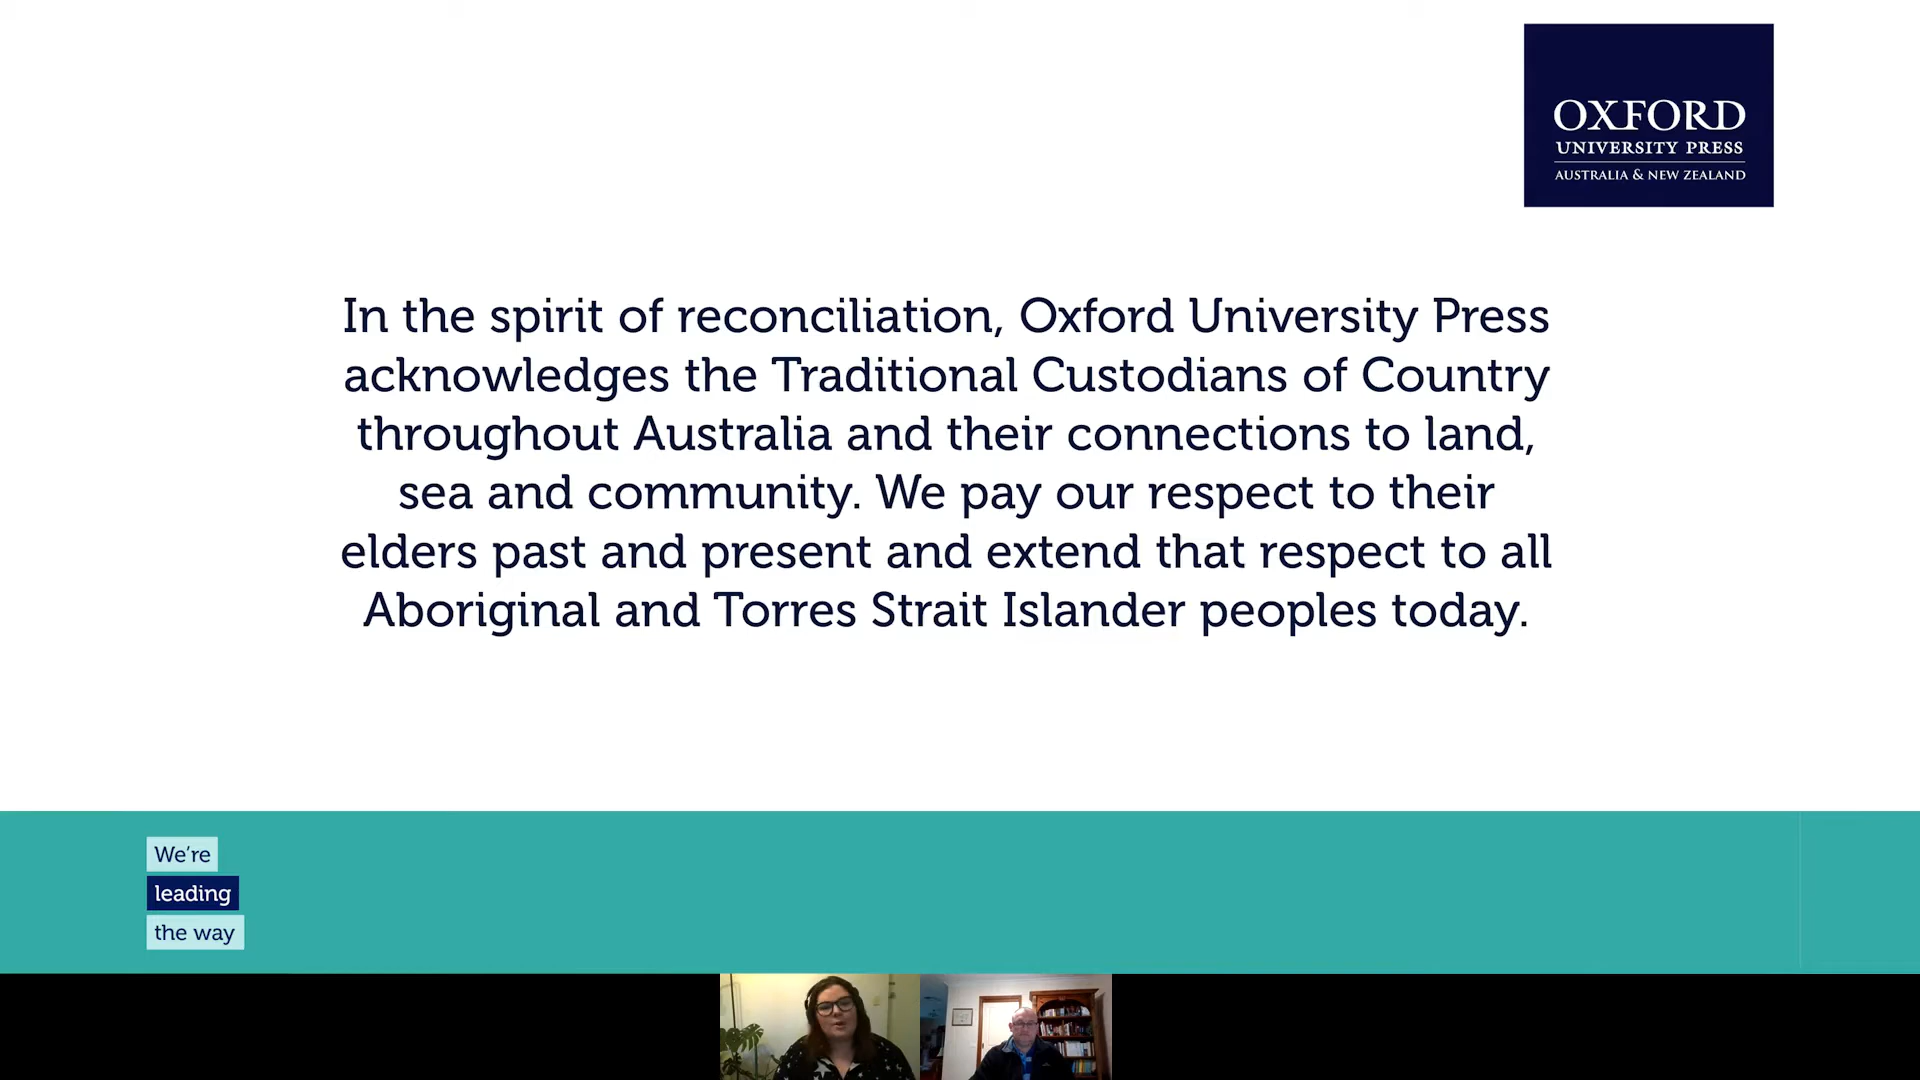 OXFORD
UNIVERSITY PRESS
AUSTRALIA & NEW ZEALAND
In the spirit of reconciliation, Oxford University Press
acknowledges the Traditional Custodians of Country
throughout Australia and their connections to land,
sea and community. We pay our respect to their
elders past and present and extend that respect to all
Aboriginal and Torres Strait Islander peoples today.
We're
leading
the way